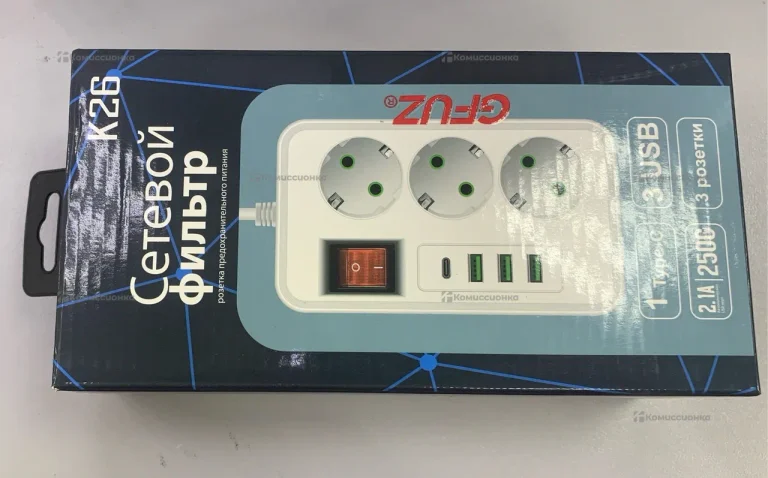 K26
Сетевой
фильтр
розетка предохранительного питания
GFUZ®
3 USB
3 розетки
1 Type-C
2.1A
2500
Комиссионка
Комиссионка
Комиссионка
Комиссионка
Комиссионка